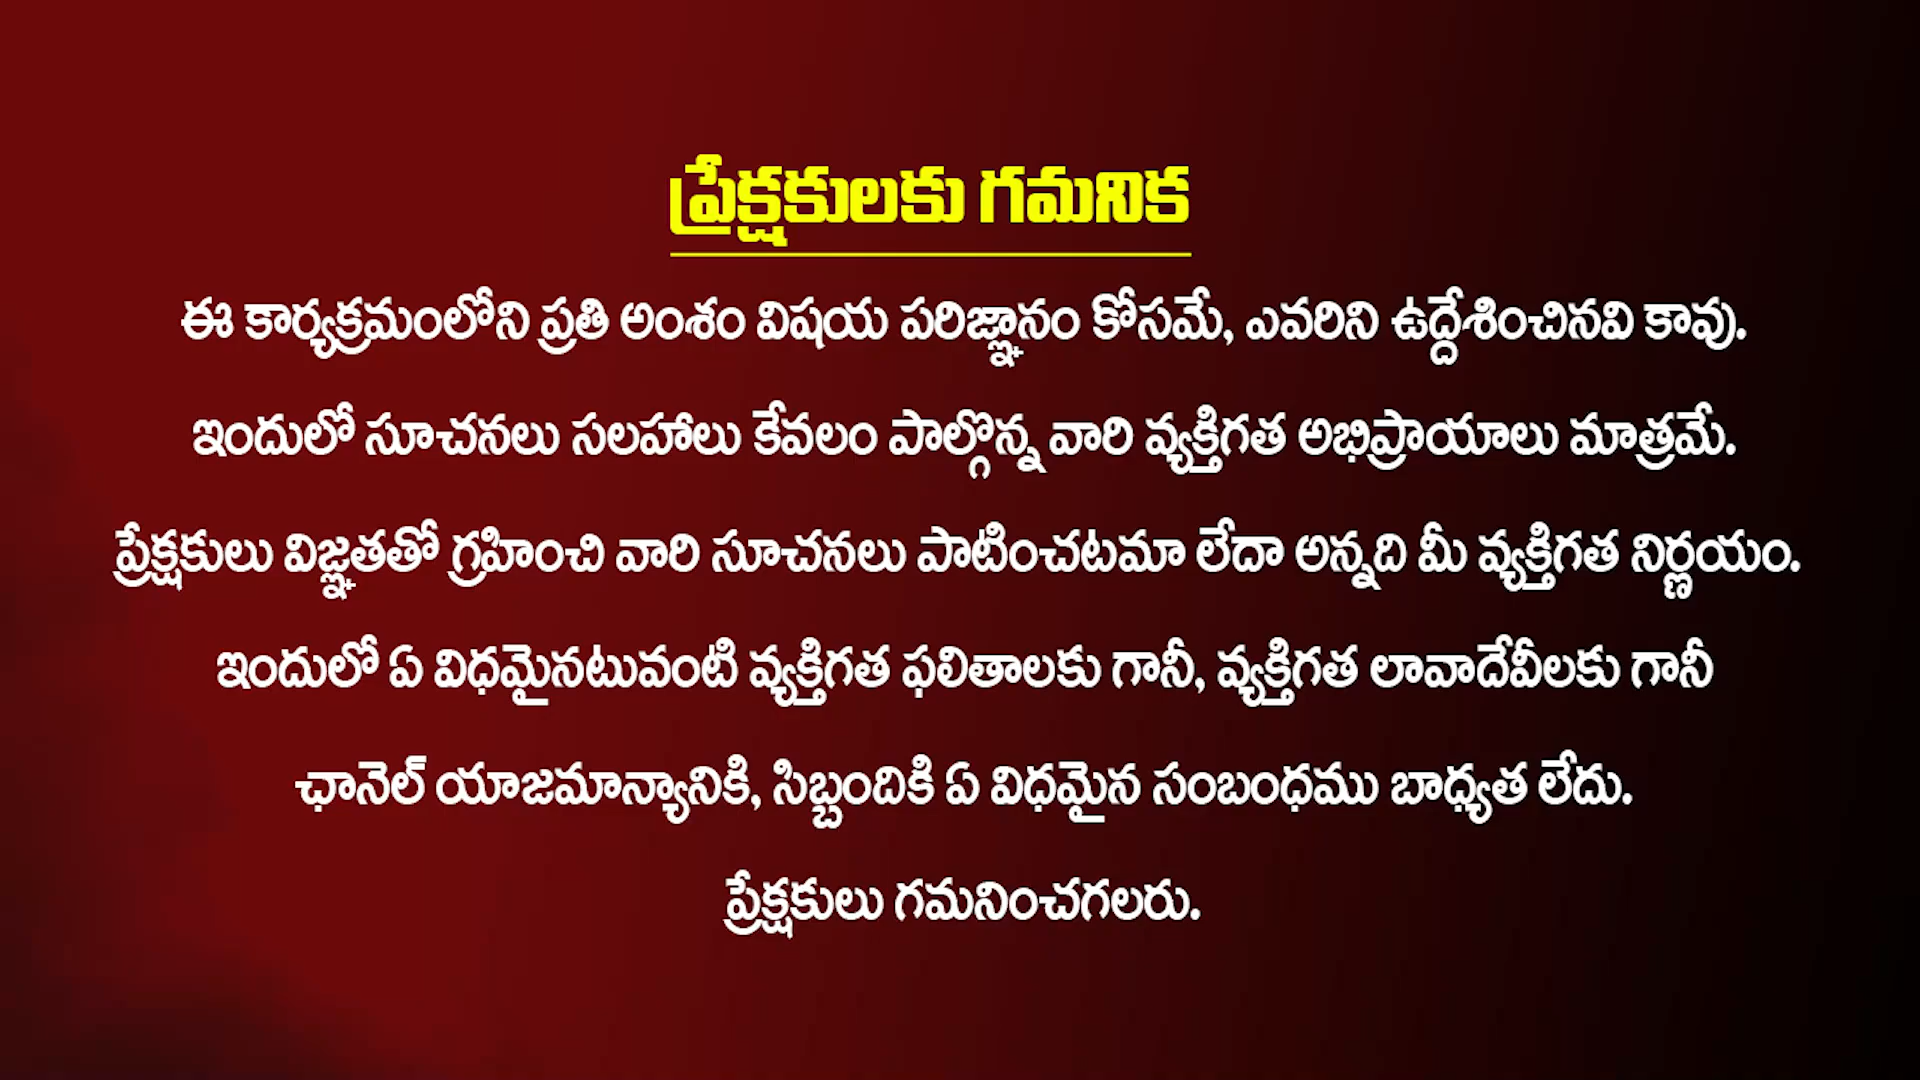 ప్రేక్షకులకు గమనిక
ఈ కార్యక్రమంలోని ప్రతి అంశం విషయ పరిజ్ఞానం కోసమే, ఎవరిని ఉద్దేశించినవి కావు.
ఇందులో సూచనలు సలహాలు కేవలం పాల్గొన్న వారి వ్యక్తిగత అభిప్రాయాలు మాత్రమే.
ప్రేక్షకులు విజ్ఞతతో గ్రహించి వారి సూచనలు పాటించటమా లేదా అన్నది మీ వ్యక్తిగత నిర్ణయం.
ఇందులో ఏ విధమైనటువంటి వ్యక్తిగత ఫలితాలకు గానీ, వ్యక్తిగత లావాదేవీలకు గానీ
ఛానెల్ యాజమాన్యానికి, సిబ్బందికి ఏ విధమైన సంబంధము బాధ్యత లేదు.
ప్రేక్షకులు గమనించగలరు.